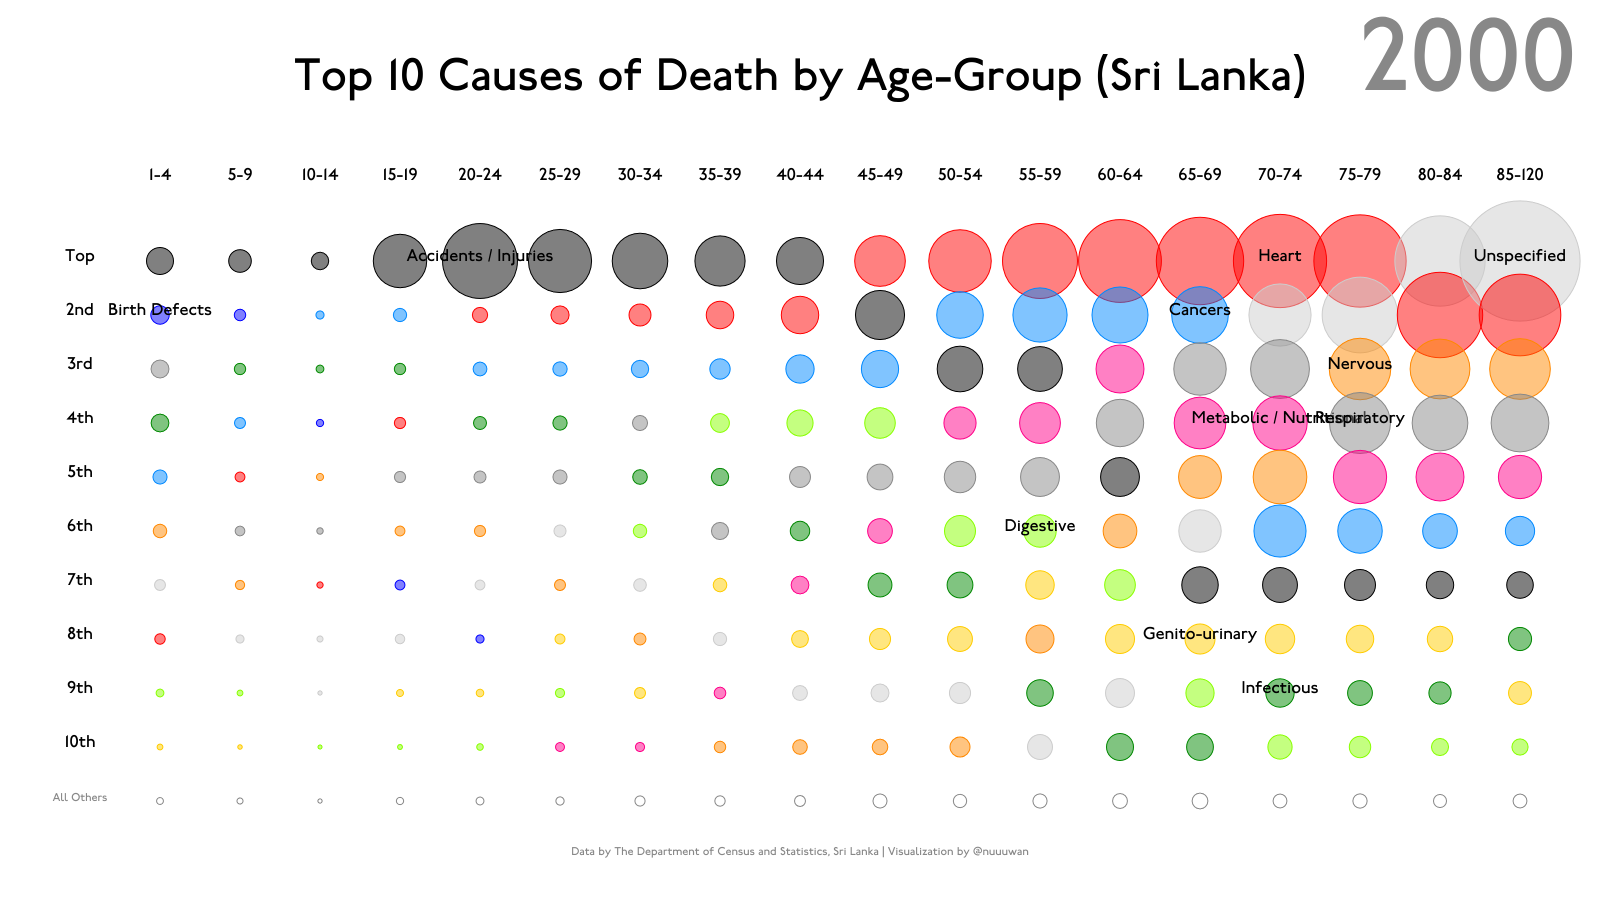 2000
Top 10 Causes of Death by Age-Group (Sri Lanka)
1-4 5-9 10-14 15-19 20-24 25-29 30-34 35-39 40-44 45-49 50-54 55-59 60-64 65-69 70-74 75-79 80-84 85-120
Top Accidents / Injuries Heart Unspecified
2nd Birth Defects Cancers
3rd Nervous
4th Metabolic / Nutritional Respiratory
5th
6th Digestive
7th
8th Genito-urinary
9th Infectious
10th
All Others
Data by The Department of Census and Statistics, Sri Lanka | Visualization by @nuuuwan